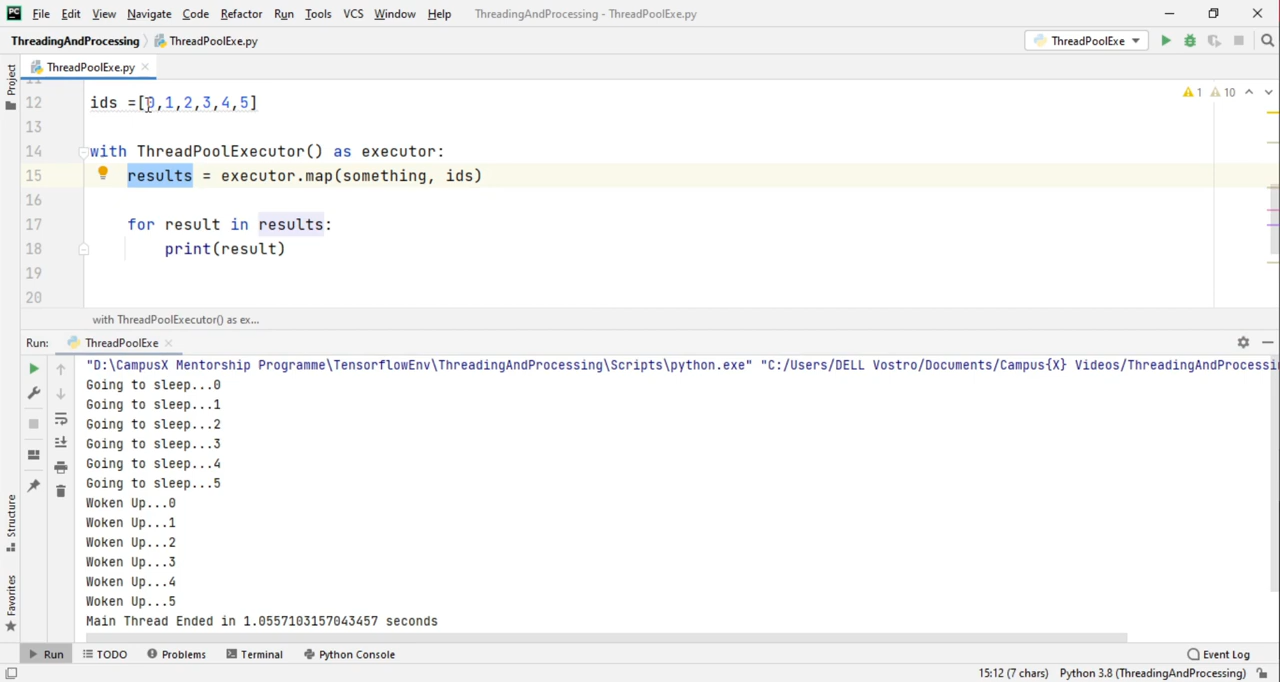 PC File Edit View Navigate Code Refactor Run Tools VCS Window Help ThreadingAndProcessing - ThreadPoolExe.py
ThreadingAndProcessing ThreadPoolExe.py ThreadPoolExe
Project
ThreadPoolExe.py
1 10
12 ids =[0,1,2,3,4,5]
13
14 with ThreadPoolExecutor() as executor:
15 results = executor.map(something, ids)
16
17 for result in results:
18 print(result)
19
20
with ThreadPoolExecutor() as ex...
Run: ThreadPoolExe
"D:\CampusX Mentorship Programme\TensorflowEnv\ThreadingAndProcessing\Scripts\python.exe" "C:/Users/DELL Vostro/Documents/Campus{X} Videos/ThreadingAndProcessi
Going to sleep...0
Going to sleep...1
Going to sleep...2
Going to sleep...3
Going to sleep...4
Going to sleep...5
Woken Up...0
Woken Up...1
Woken Up...2
Woken Up...3
Woken Up...4
Woken Up...5
Main Thread Ended in 1.0557103157043457 seconds
Structure
Favorites
Run TODO Problems Terminal Python Console Event Log
15:12 (7 chars) Python 3.8 (ThreadingAndProcessing)